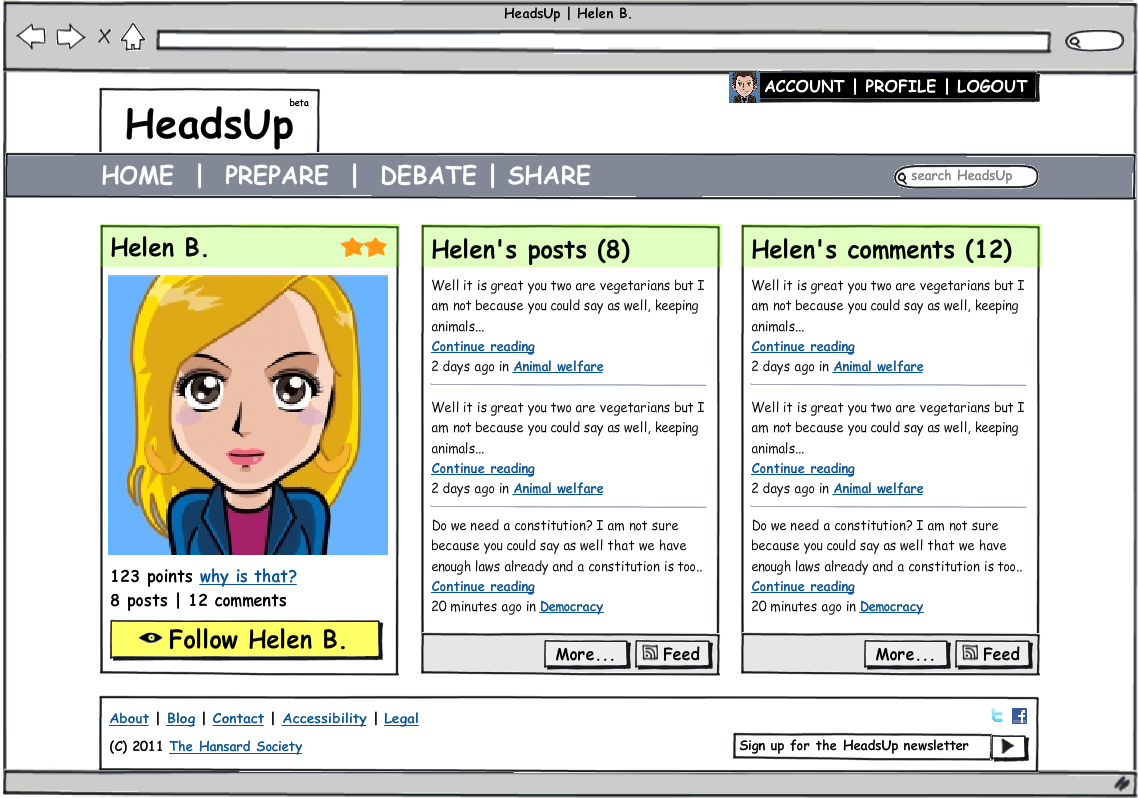 HeadsUp | Helen B.
ACCOUNT | PROFILE | LOGOUT
beta
HeadsUp
HOME | PREPARE | DEBATE | SHARE
search HeadsUp
Helen B.
123 points why is that?
8 posts | 12 comments
Follow Helen B.
Helen's posts (8)
Well it is great you two are vegetarians but I
am not because you could say as well, keeping
animals...
Continue reading
2 days ago in Animal welfare
Well it is great you two are vegetarians but I
am not because you could say as well, keeping
animals...
Continue reading
2 days ago in Animal welfare
Do we need a constitution? I am not sure
because you could say as well that we have
enough laws already and a constitution is too..
Continue reading
20 minutes ago in Democracy
More...
Feed
Helen's comments (12)
Well it is great you two are vegetarians but I
am not because you could say as well, keeping
animals...
Continue reading
2 days ago in Animal welfare
Well it is great you two are vegetarians but I
am not because you could say as well, keeping
animals...
Continue reading
2 days ago in Animal welfare
Do we need a constitution? I am not sure
because you could say as well that we have
enough laws already and a constitution is too..
Continue reading
20 minutes ago in Democracy
More...
Feed
About | Blog | Contact | Accessibility | Legal
(C) 2011 The Hansard Society
Sign up for the HeadsUp newsletter